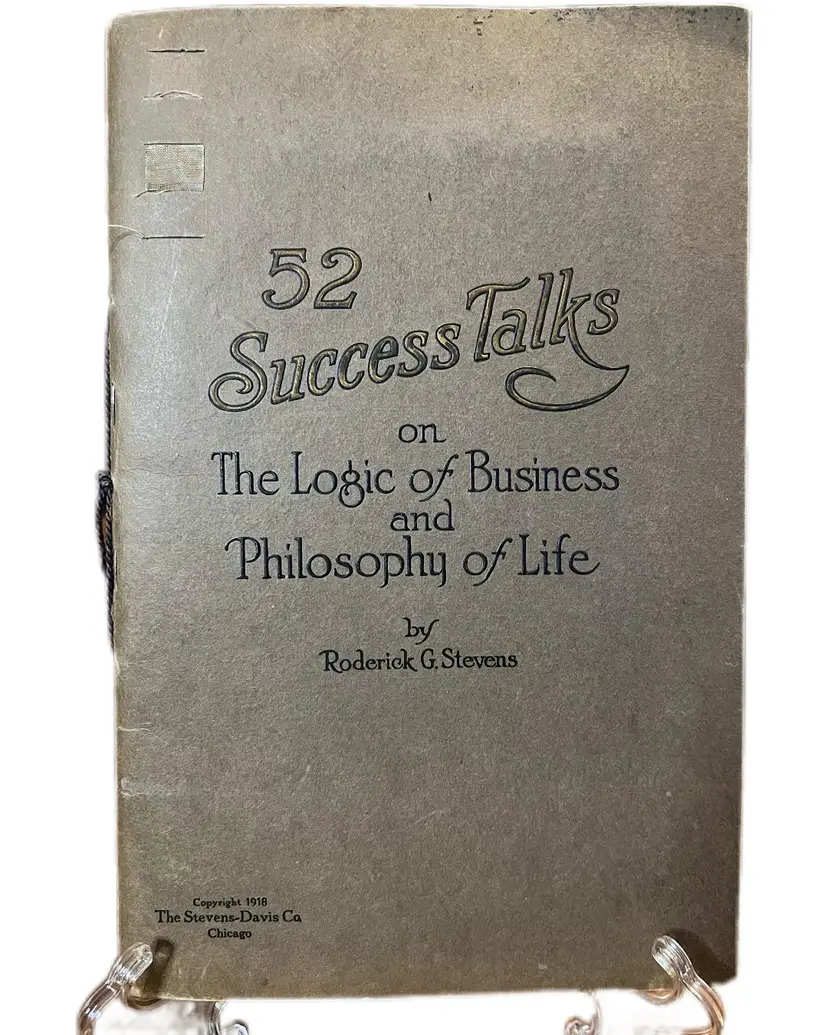 52
Success Talks
on
The Logic of Business
and
Philosophy of Life
by
Roderick G. Stevens
Copyright 1918
The Stevens-Davis Co.
Chicago